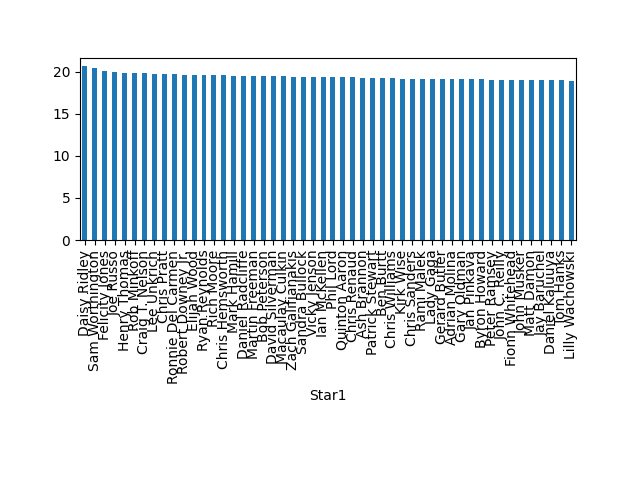 20
15
10
5
0
Daisy Ridley
Sam Worthington
Felicity Jones
Joe Russo
Henry Thomas
Rob Minkoff
Craig T. Nelson
Lee Unkrich
Chris Pratt
Ronnie Del Carmen
Robert Downey Jr.
Elijah Wood
Ryan Reynolds
Rich Moore
Chris Hemsworth
Mark Hamill
Daniel Radcliffe
Martin Freeman
Bob Peterson
David Silverman
Macaulay Culkin
Zach Galifianakis
Sandra Bullock
Vicky Jenson
Ian McKellen
Phil Lord
Quinton Aaron
Chris Renaud
Ash Brannon
Patrick Stewart
Ben Burtt
Chris Williams
Kirk Wise
Chris Sanders
Rami Malek
Lady Gaga
Gerard Butler
Adriana Molina
Gary Oldman
Jan Pinkava
Byron Howard
Peter Ramsey
John C. Reilly
Fionn Whitehead
John Musker
Matt Damon
Jay Baruchel
Daniel Kaluuya
Tom Hanks
Lilly Wachowski
Star1